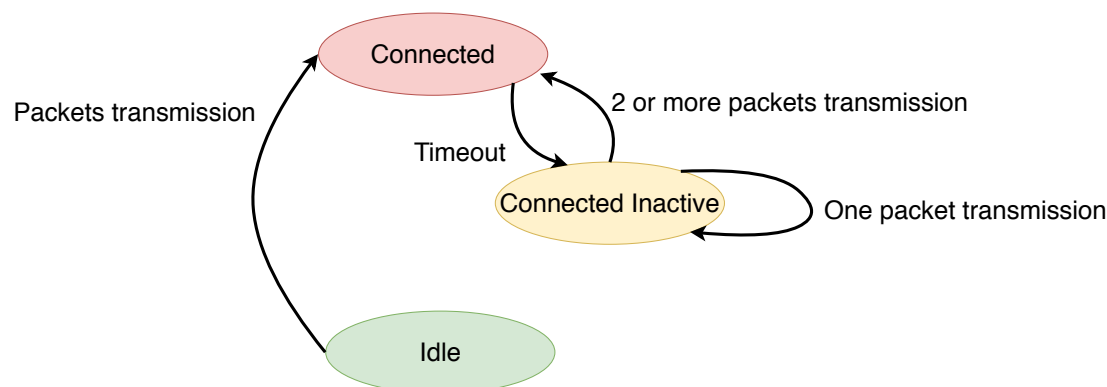 Connected
Packets transmission
2 or more packets transmission
Timeout
Connected Inactive
One packet transmission
Idle